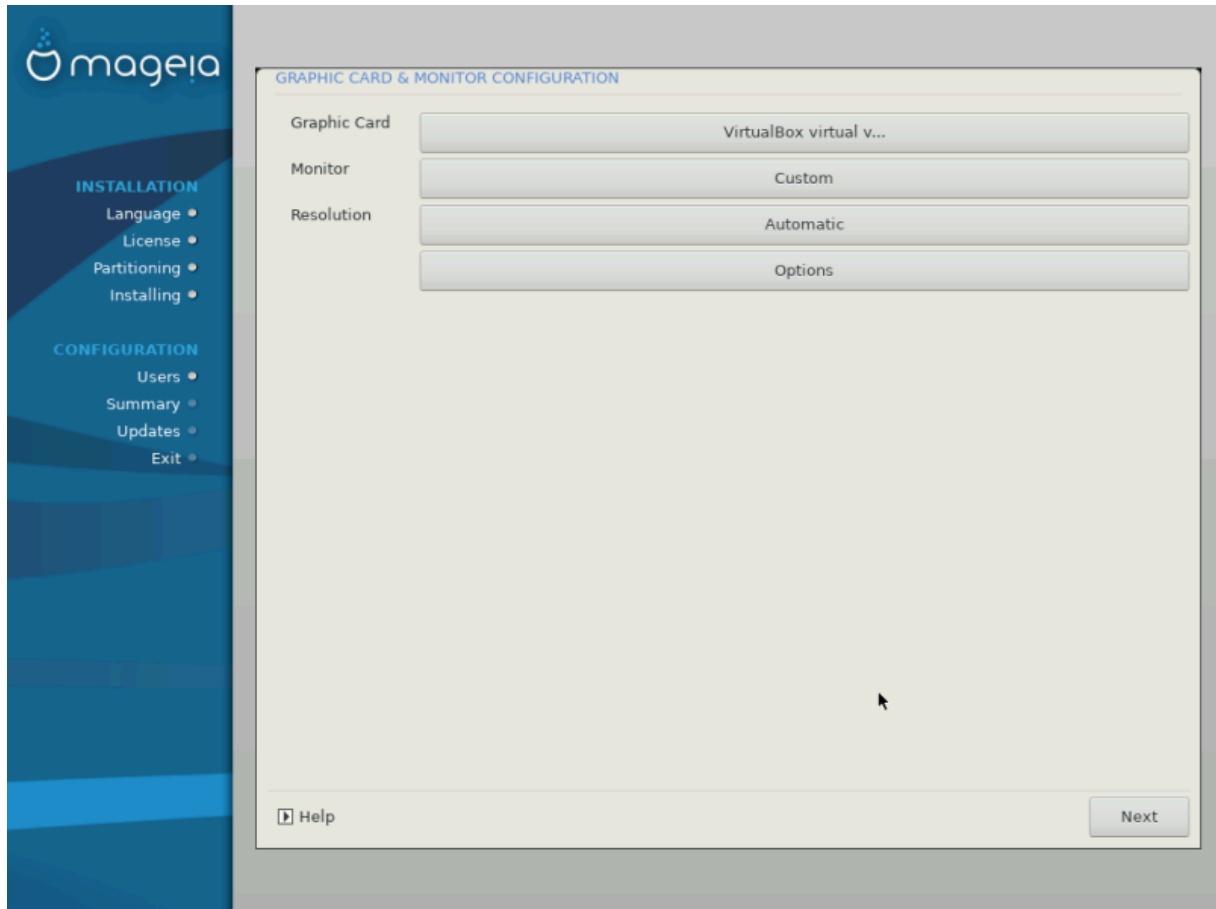 mageia
INSTALLATION
Language
License
Partitioning
Installing
CONFIGURATION
Users
Summary
Updates
Exit
GRAPHIC CARD & MONITOR CONFIGURATION
Graphic Card
VirtualBox virtual v...
Monitor
Custom
Resolution
Automatic
Options
Help
Next